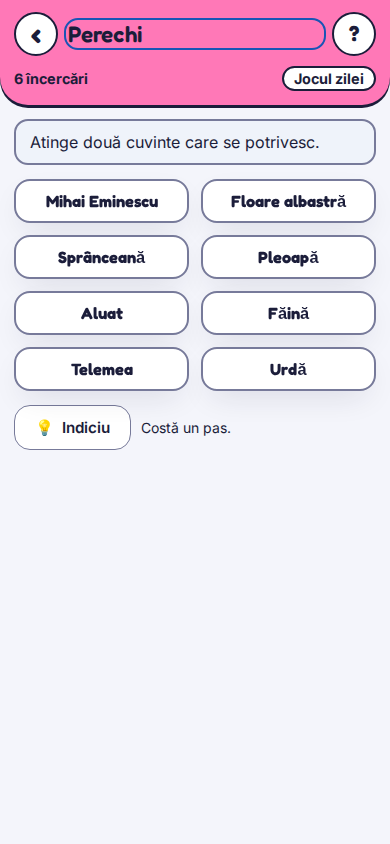 Perechi
?
6 încercări
Jocul zilei
Atinge două cuvinte care se potrivesc.
Mihai Eminescu
Floare albastră
Sprânceană
Pleoapă
Aluat
Făină
Telemea
Urdă
Indiciu
Costă un pas.